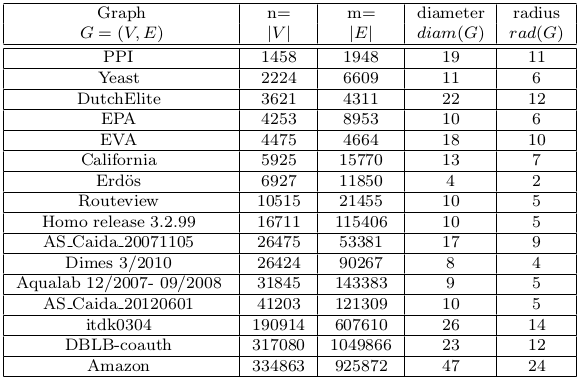 Graph n= m= diameter radius
G = (V, E) |V| |E| diam(G) rad(G)
PPI 1458 1948 19 11
Yeast 2224 6609 11 6
DutchElite 3621 4311 22 12
EPA 4253 8953 10 6
EVA 4475 4664 18 10
California 5925 15770 13 7
Erdös 6927 11850 4 2
Routeview 10515 21455 10 5
Homo release 3.2.99 16711 115406 10 5
AS_Caida_20071105 26475 53381 17 9
Dimes 3/2010 26424 90267 8 4
Aqualab 12/2007- 09/2008 31845 143383 9 5
AS_Caida_20120601 41203 121309 10 5
itdk0304 190914 607610 26 14
DBLB-coauth 317080 1049866 23 12
Amazon 334863 925872 47 24